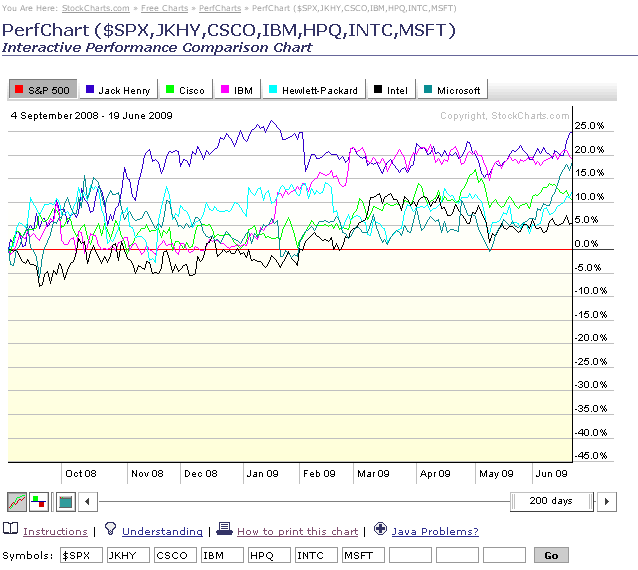 You Are Here: StockCharts.com » Free Charts » PerfCharts » PerfChart ($SPX,JKHY,CSCO,IBM,HPQ,INTC,MSFT)
PerfChart ($SPX,JKHY,CSCO,IBM,HPQ,INTC,MSFT)
Interactive Performance Comparison Chart
S&P 500 Jack Henry Cisco IBM Hewlett-Packard Intel Microsoft
4 September 2008 - 19 June 2009 Copyright, StockCharts.com
25.0%
20.0%
15.0%
10.0%
5.0%
0.0%
-5.0%
-10.0%
-15.0%
-20.0%
-25.0%
-30.0%
-35.0%
-40.0%
-45.0%
Oct 08 Nov 08 Dec 08 Jan 09 Feb 09 Mar 09 Apr 09 May 09 Jun 09
200 days
Instructions | Understanding | How to print this chart | Java Problems?
Symbols: $SPX JKHY CSCO IBM HPQ INTC MSFT Go